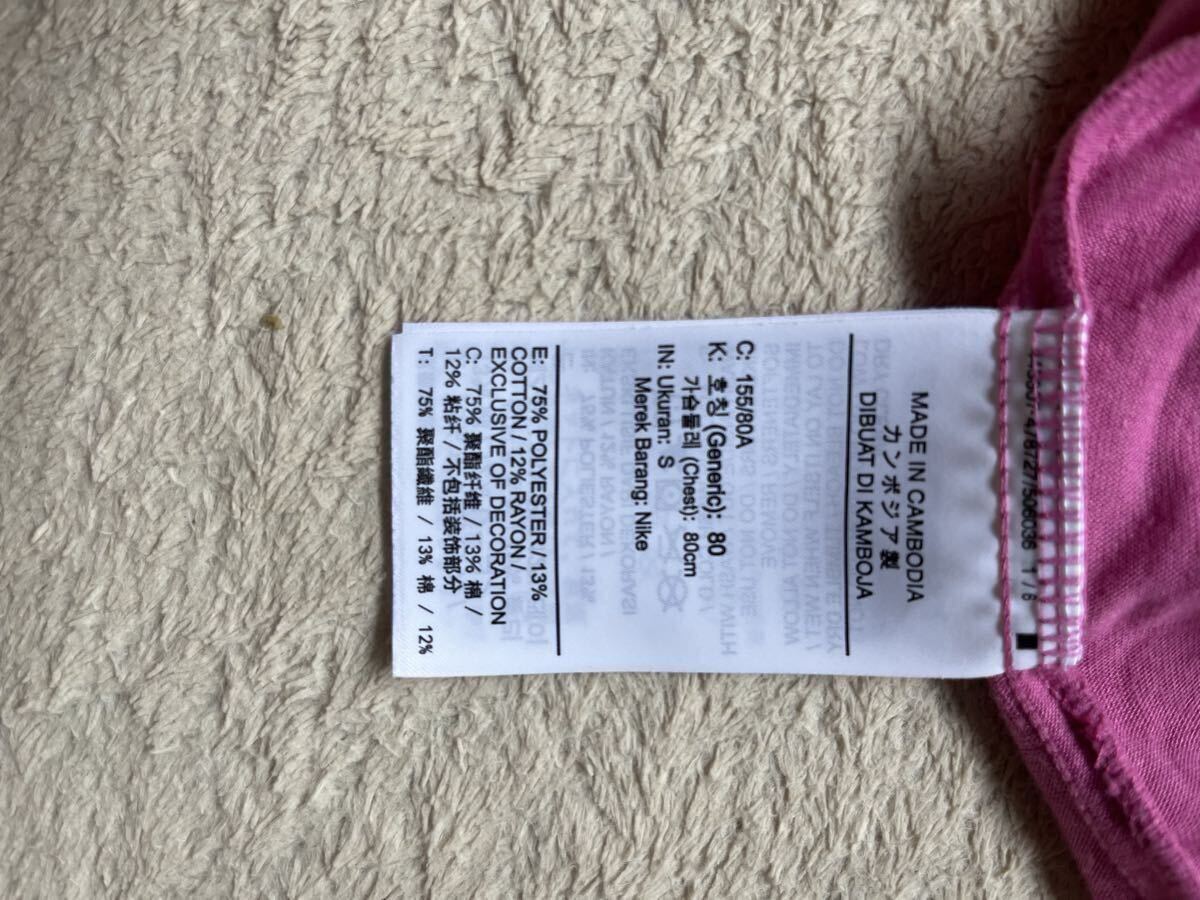 MADE IN CAMBODIA
カンボジア製
DIBUAT DI KAMBOJA
C: 155/80A
K: 호칭 (Generic): 80
가슴둘레 (Chest): 80cm
IN: Ukuran: S
Merek Barang: Nike
E: 75% POLYESTER / 13%
COTTON / 12% RAYON /
EXCLUSIVE OF DECORATION
C: 75% 聚酯纤维 / 13% 棉 /
12% 粘纤 / 不包括装饰部分
T: 75% 聚酯纖維 / 13% 棉 / 12%